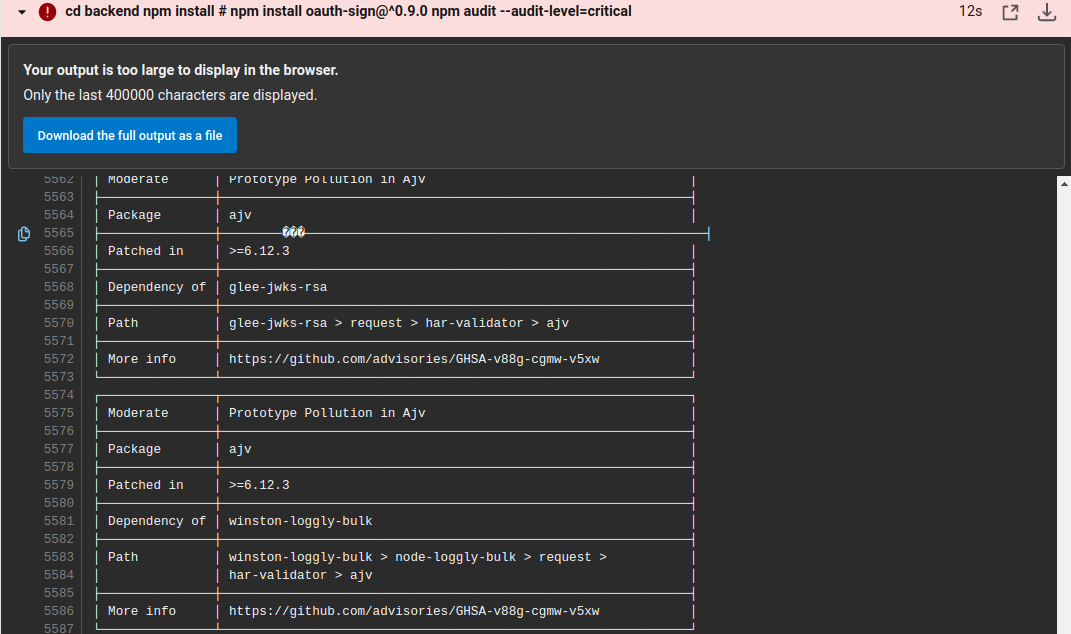 cd backend npm install # npm install oauth-sign@^0.9.0 npm audit --audit-level=critical 12s
Your output is too large to display in the browser.
Only the last 400000 characters are displayed.
Download the full output as a file
5562 Moderate Prototype Pollution in Ajv
5563
5564 Package ajv
5565 ���
5566 Patched in >=6.12.3
5567
5568 Dependency of glee-jwks-rsa
5569
5570 Path glee-jwks-rsa > request > har-validator > ajv
5571
5572 More info https://github.com/advisories/GHSA-v88g-cgmw-v5xw
5573
5574
5575 Moderate Prototype Pollution in Ajv
5576
5577 Package ajv
5578
5579 Patched in >=6.12.3
5580
5581 Dependency of winston-loggly-bulk
5582
5583 Path winston-loggly-bulk > node-loggly-bulk > request >
5584 har-validator > ajv
5585
5586 More info https://github.com/advisories/GHSA-v88g-cgmw-v5xw
5587